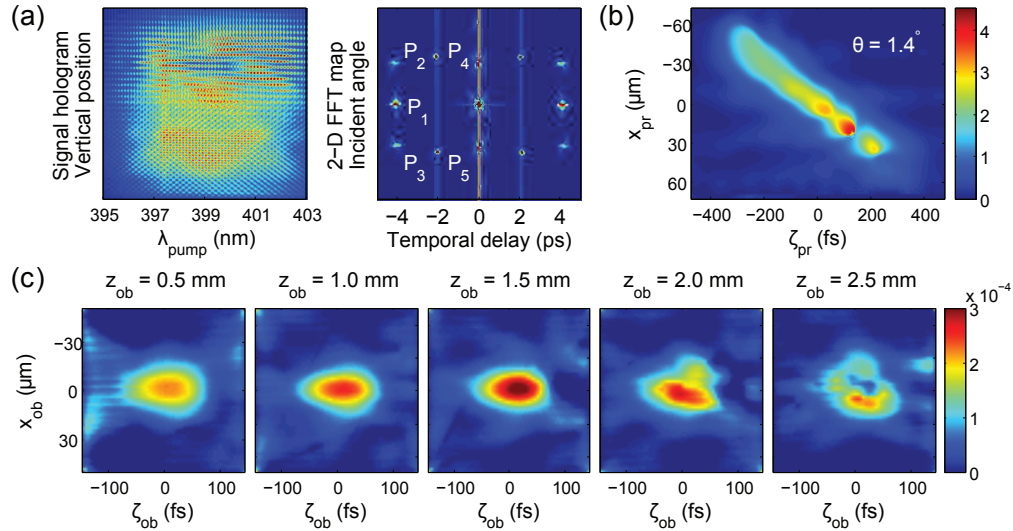 (a)
Signal hologram
Vertical position
395 397 399 401 403
λpump (nm)
2−D FFT map
Incident angle
P2 P4
P1
P3 P5
−4 −2 0 2 4
Temporal delay (ps)
(b)
θ = 1.4°
xpr (μm)
−60
−30
0
30
60
−400 −200 0 200 400
ζpr (fs)
4
3
2
1
0
(c)
zob = 0.5 mm zob = 1.0 mm zob = 1.5 mm zob = 2.0 mm zob = 2.5 mm
x 10−4
xob (μm)
−30
0
30
3
2
1
0
−100 0 100 −100 0 100 −100 0 100 −100 0 100 −100 0 100
ζob (fs) ζob (fs) ζob (fs) ζob (fs) ζob (fs)